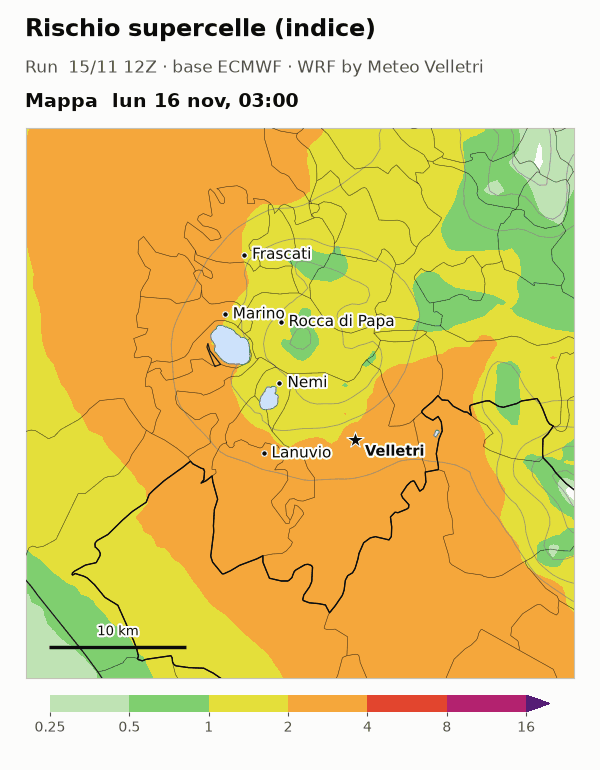 Rischio supercelle (indice)
Run  15/11 12Z · base ECMWF · WRF by Meteo Velletri
Mappa  lun 16 nov, 03:00
Frascati
Marino
Rocca di Papa
Nemi
Velletri
Lanuvio
10 km
0.25 0.5 1 2 4 8 16